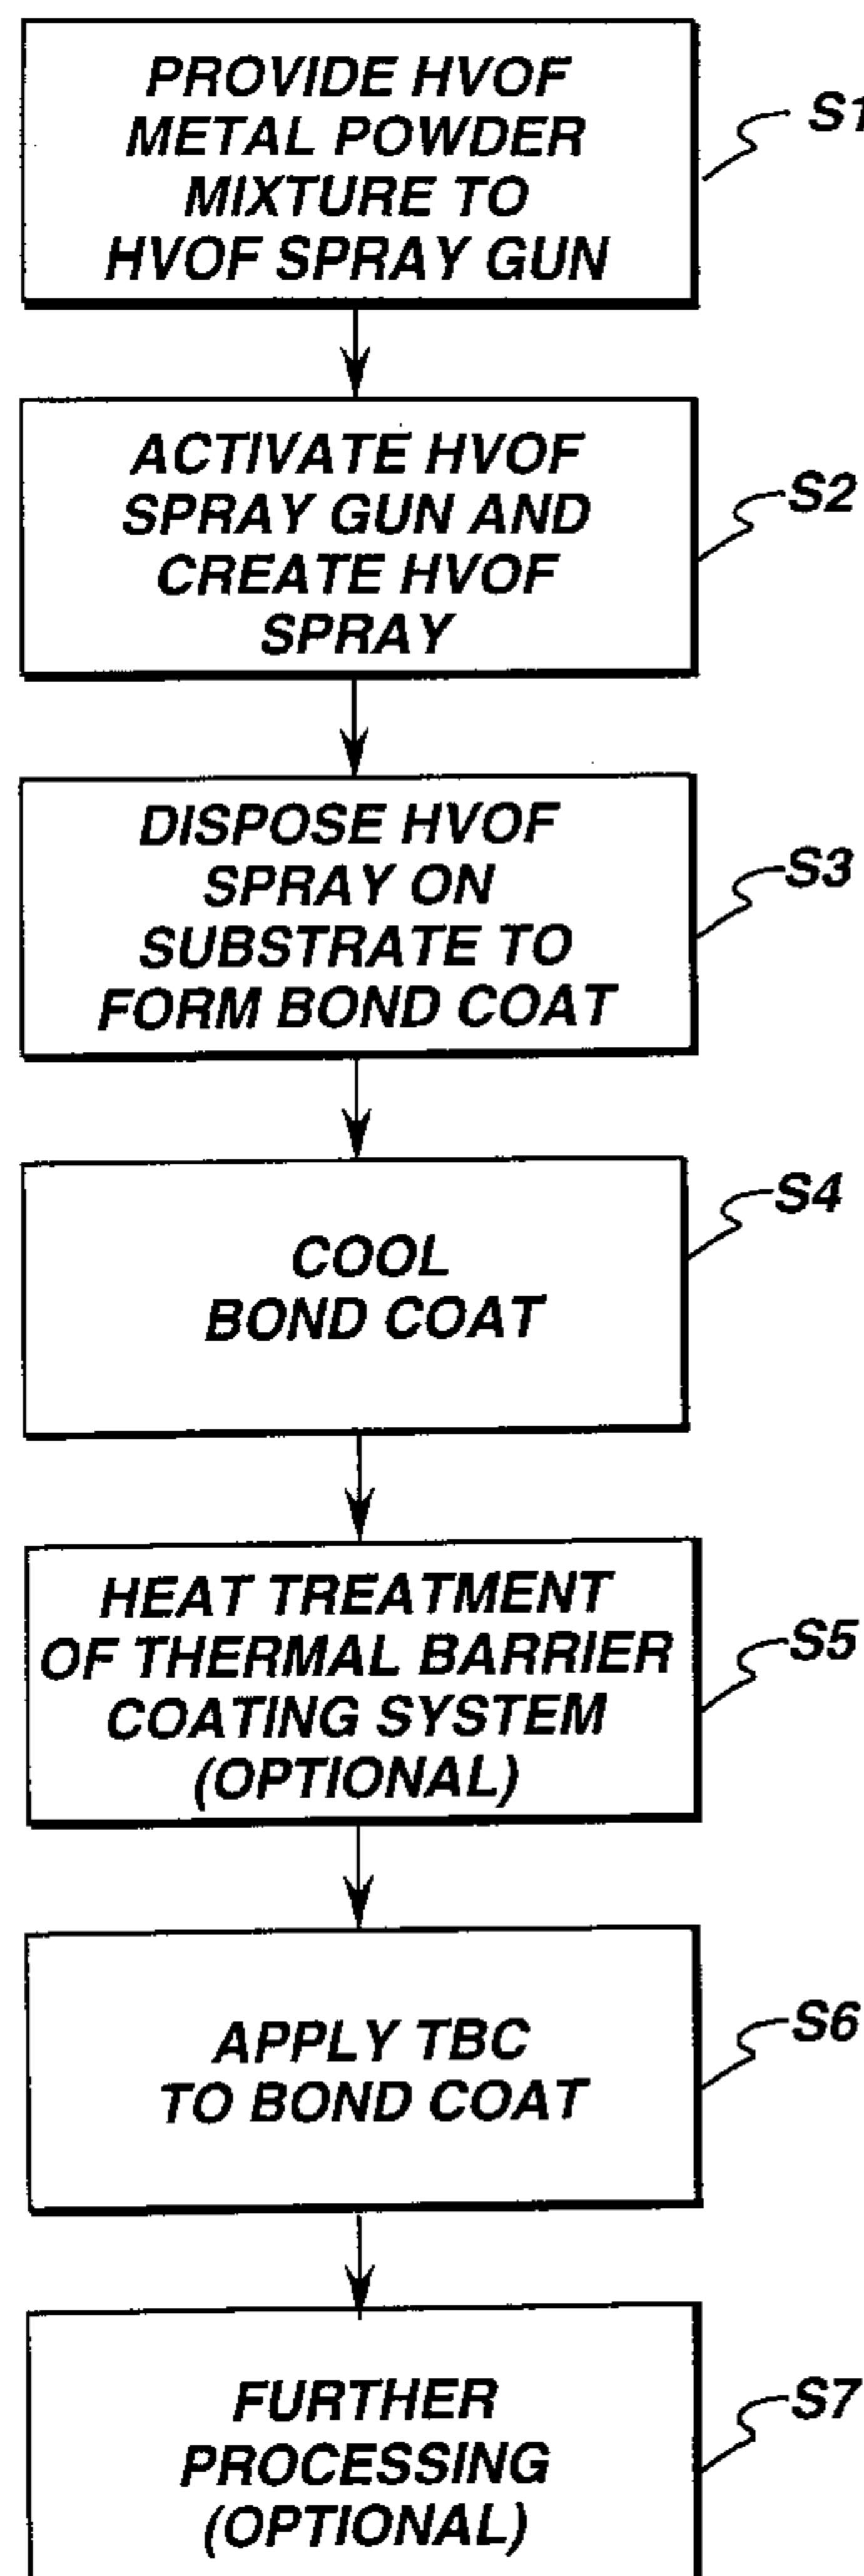 PROVIDE HVOF
METAL POWDER
MIXTURE TO
HVOF SPRAY GUN
S1
ACTIVATE HVOF
SPRAY GUN AND
CREATE HVOF
SPRAY
S2
DISPOSE HVOF
SPRAY ON
SUBSTRATE TO
FORM BOND COAT
S3
COOL
BOND COAT
S4
HEAT TREATMENT
OF THERMAL BARRIER
COATING SYSTEM
(OPTIONAL)
S5
APPLY TBC
TO BOND COAT
S6
FURTHER
PROCESSING
(OPTIONAL)
S7